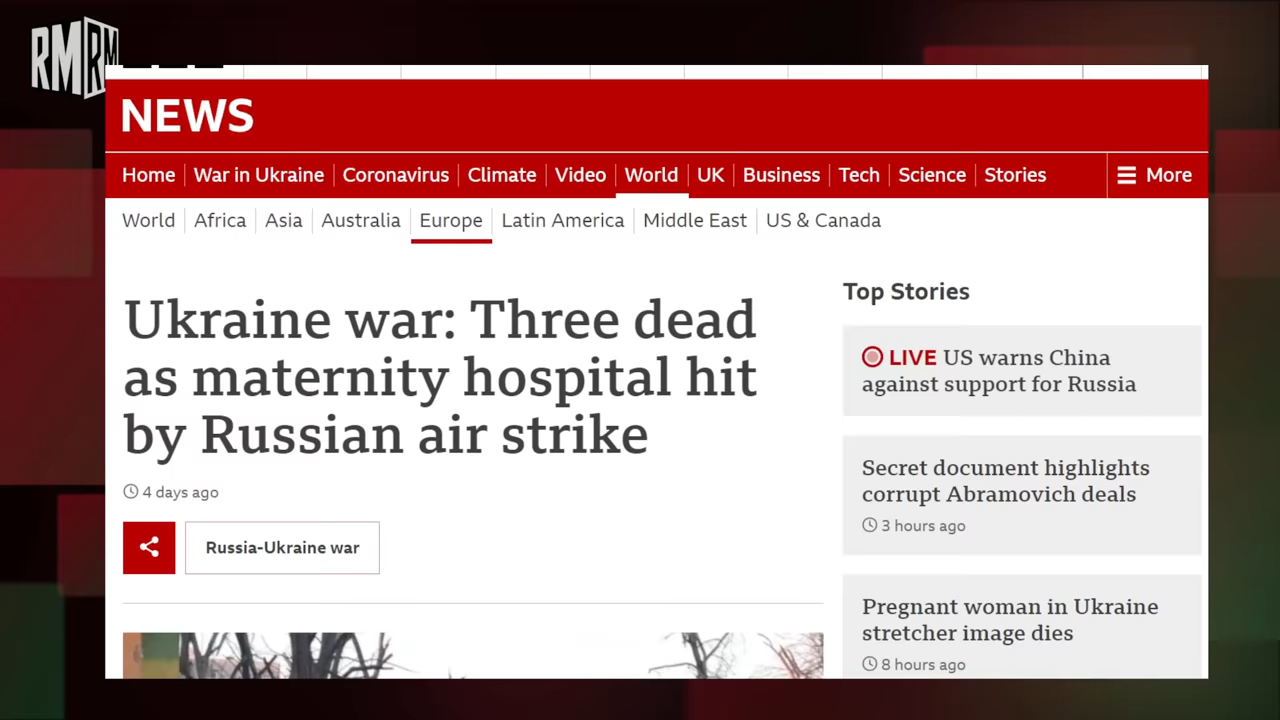 RMRM
NEWS
Home War in Ukraine Coronavirus Climate Video World UK Business Tech Science Stories More
World Africa Asia Australia Europe Latin America Middle East US & Canada
Ukraine war: Three dead
as maternity hospital hit
by Russian air strike
4 days ago
Russia-Ukraine war
Top Stories
LIVE US warns China
against support for Russia
Secret document highlights
corrupt Abramovich deals
3 hours ago
Pregnant woman in Ukraine
stretcher image dies
8 hours ago